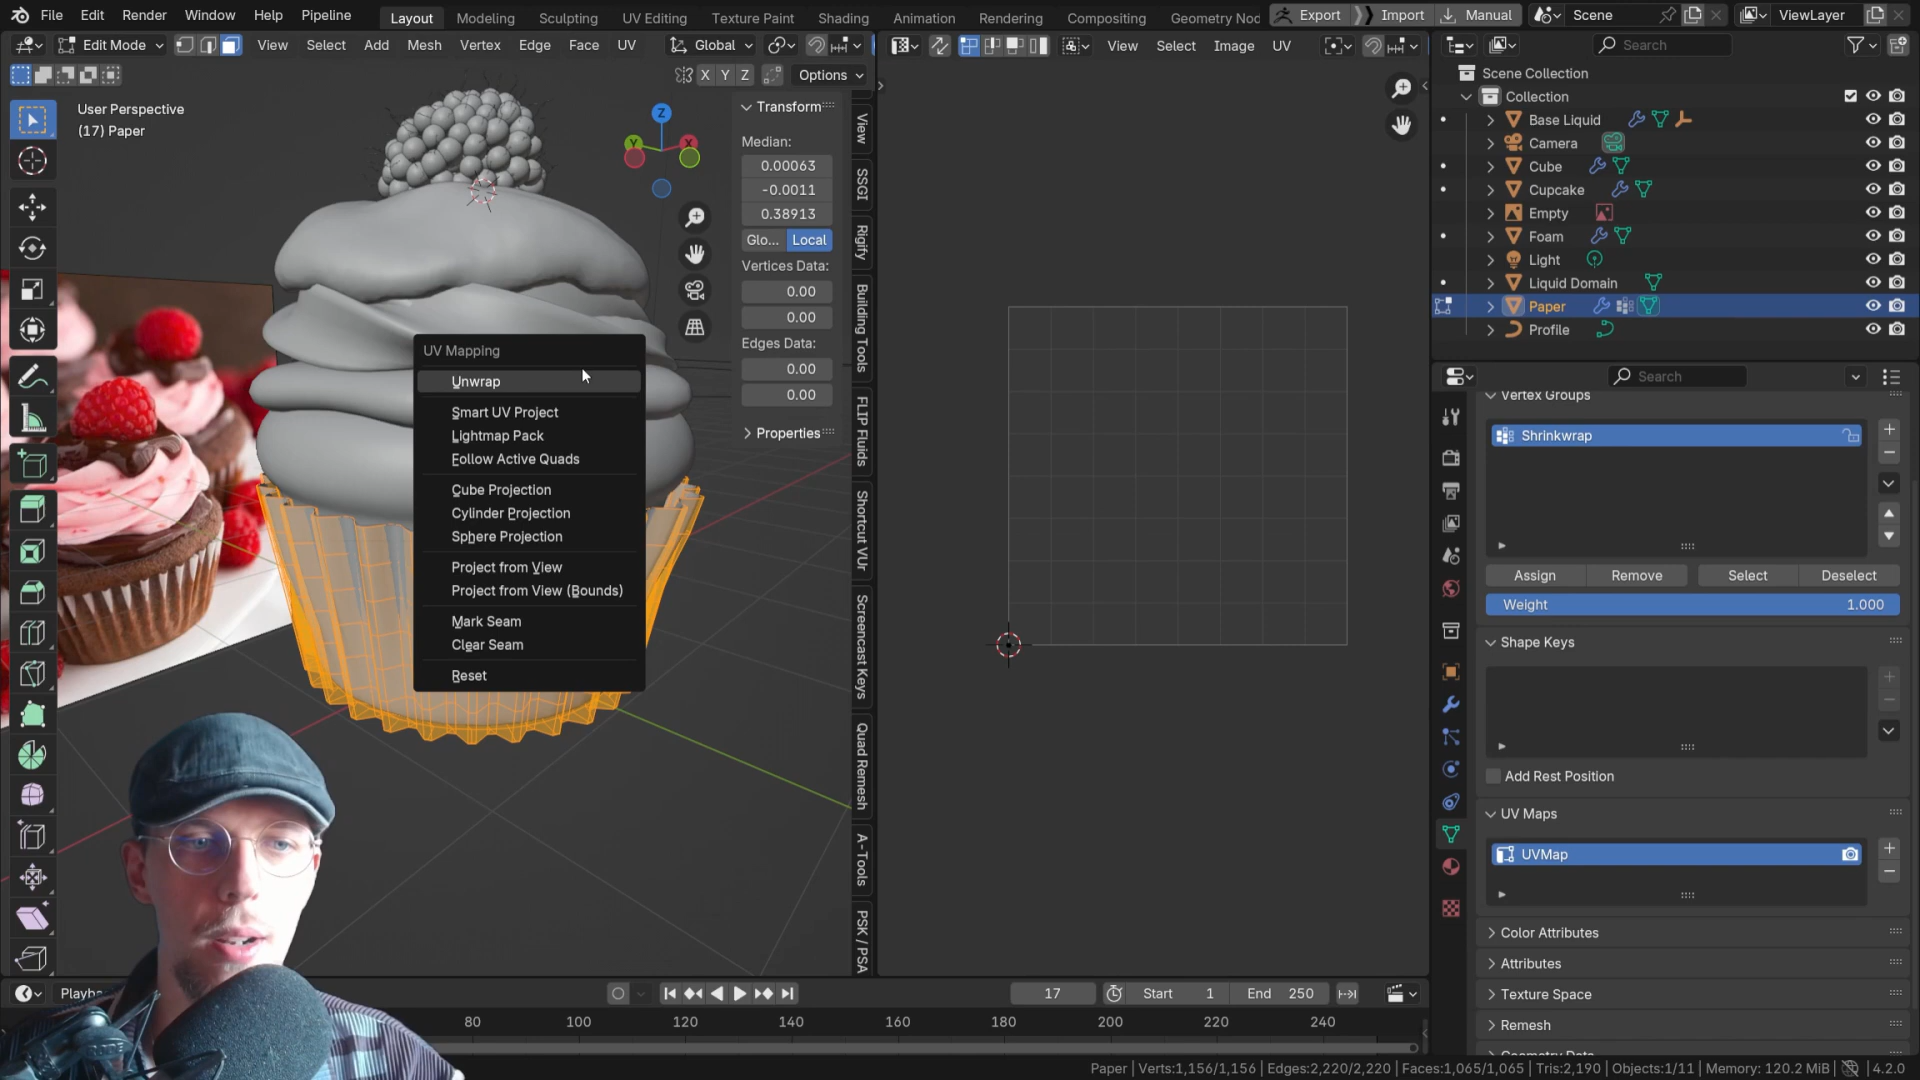 File Edit Render Window Help Pipeline
Layout Modeling Sculpting UV Editing Texture Paint Shading Animation Rendering Compositing Geometry Nod
Export Import Manual Scene ViewLayer
Edit Mode View Select Add Mesh Vertex Edge Face UV Global
View Select Image UV
Search
X Y Z Options
User Perspective
(17) Paper
Z
Y
X
Transform
Median:
0.00063
-0.0011
0.38913
Glo... Local
Vertices Data:
0.00
0.00
Edges Data:
0.00
0.00
Properties
View
SSGI
Rigify
Building Tools
FLIP Fluids
Shortcut VUr
Screencast Keys
Quad Remesh
A-Tools
PSK / PSA
UV Mapping
Unwrap
Smart UV Project
Lightmap Pack
Follow Active Quads
Cube Projection
Cylinder Projection
Sphere Projection
Project from View
Project from View (Bounds)
Mark Seam
Clear Seam
Reset
Scene Collection
Collection
Base Liquid
Camera
Cube
Cupcake
Empty
Foam
Light
Liquid Domain
Paper
Profile
Search
Vertex Groups
Shrinkwrap
Assign Remove Select Deselect
Weight 1.000
Shape Keys
Add Rest Position
UV Maps
UVMap
Color Attributes
Attributes
Texture Space
Remesh
Geometry Data
Playba
17 Start 1 End 250
80 100 120 140 160 180 200 220 240
Paper | Verts:1,156/1,156 | Edges:2,220/2,220 | Faces:1,065/1,065 | Tris:2,190 | Objects:1/11 | Memory: 120.2 MiB | 4.2.0